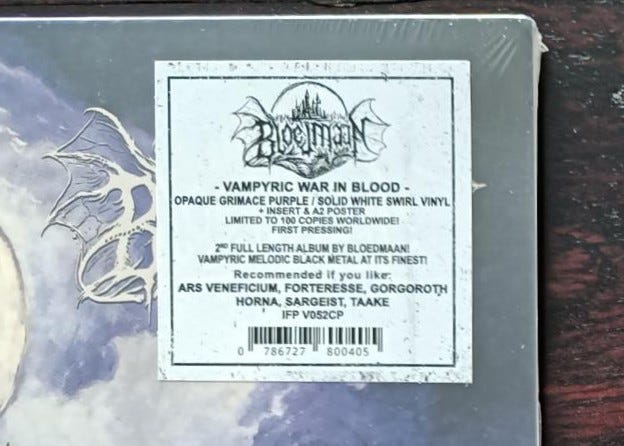 BLOEDMAAN
- VAMPYRIC WAR IN BLOOD -
OPAQUE GRIMACE PURPLE / SOLID WHITE SWIRL VINYL
+ INSERT & A2 POSTER
LIMITED TO 100 COPIES WORLDWIDE!
FIRST PRESSING!
2ND FULL LENGTH ALBUM BY BLOEDMAAN!
VAMPYRIC MELODIC BLACK METAL AT IT'S FINEST!
Recommended if you like:
ARS VENEFICIUM, FORTERESSE, GORGOROTH
HORNA, SARGEIST, TAAKE
IFP V052CP
0 786727 800405